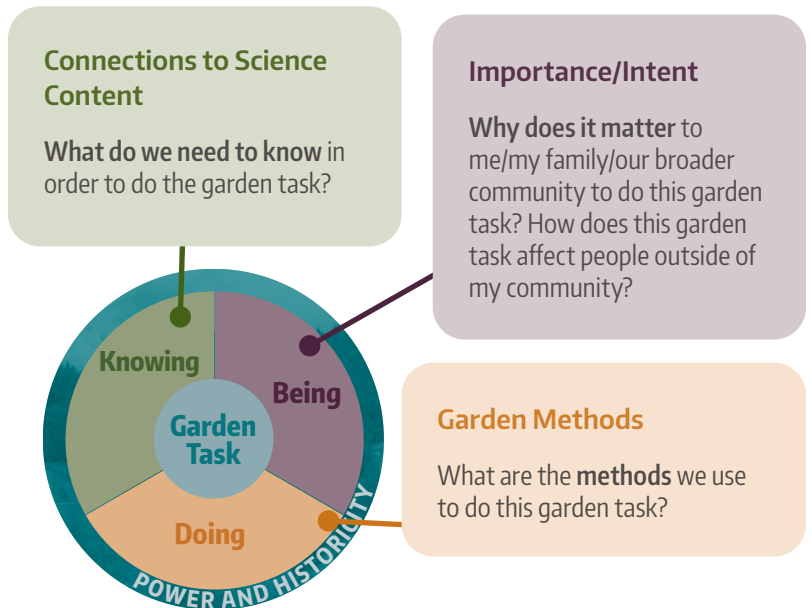 Connections to Science
Content
What do we need to know in
order to do the garden task?
Importance/Intent
Why does it matter to
me/my family/our broader
community to do this garden
task? How does this garden
task affect people outside of
my community?
Knowing
Being
Garden
Task
Doing
POWER AND HISTORICITY
Garden Methods
What are the methods we use
to do this garden task?